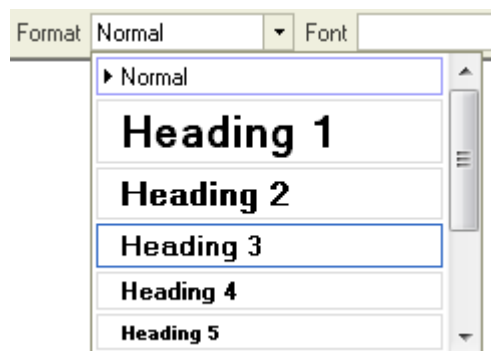 Format Normal Font
Normal
Heading 1
Heading 2
Heading 3
Heading 4
Heading 5